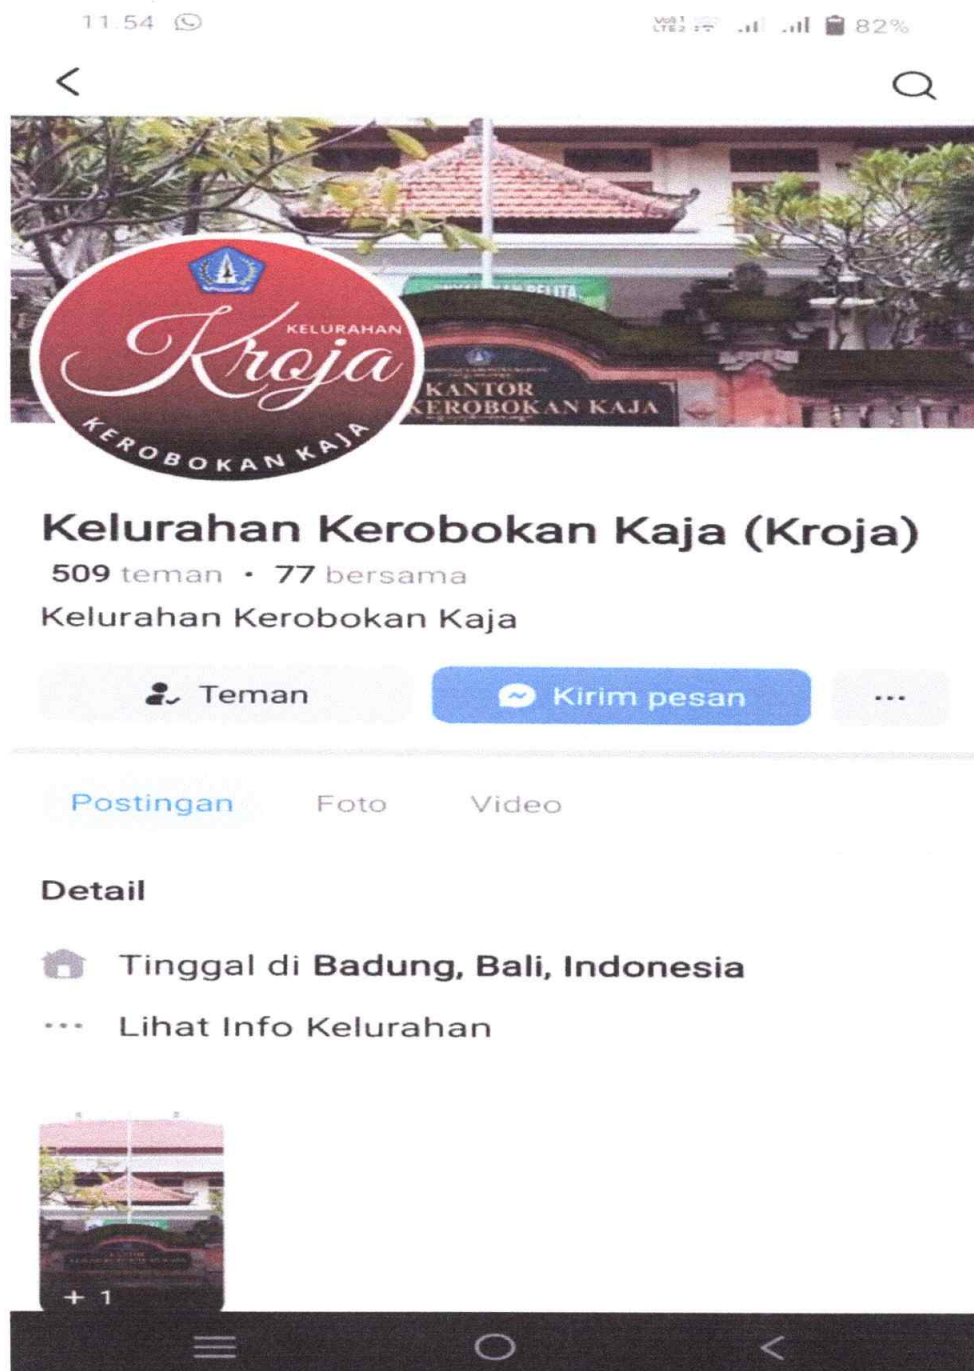 11.54
82%
KELURAHAN
Kroja
KEROBOKAN KAJA
PELITA
KANTOR
KEROBOKAN KAJA
Kelurahan Kerobokan Kaja (Kroja)
509 teman • 77 bersama
Kelurahan Kerobokan Kaja
Teman
Kirim pesan
...
Postingan Foto Video
Detail
Tinggal di Badung, Bali, Indonesia
... Lihat Info Kelurahan
+ 1